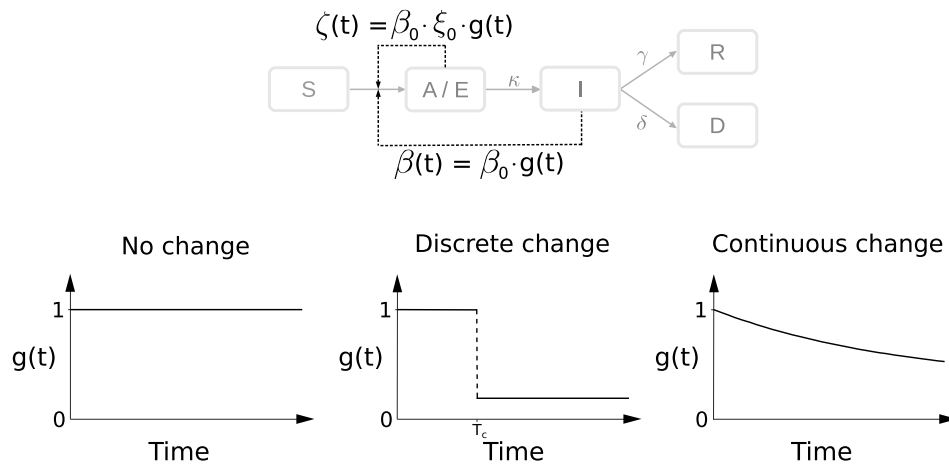 ζ(t) = β₀·ξ₀·g(t)
S
A / E
κ
I
γ
R
δ
D
β(t) = β₀·g(t)
No change
Discrete change
Continuous change
1
g(t)
0
Time
1
g(t)
0
T꜀
Time
1
g(t)
0
Time